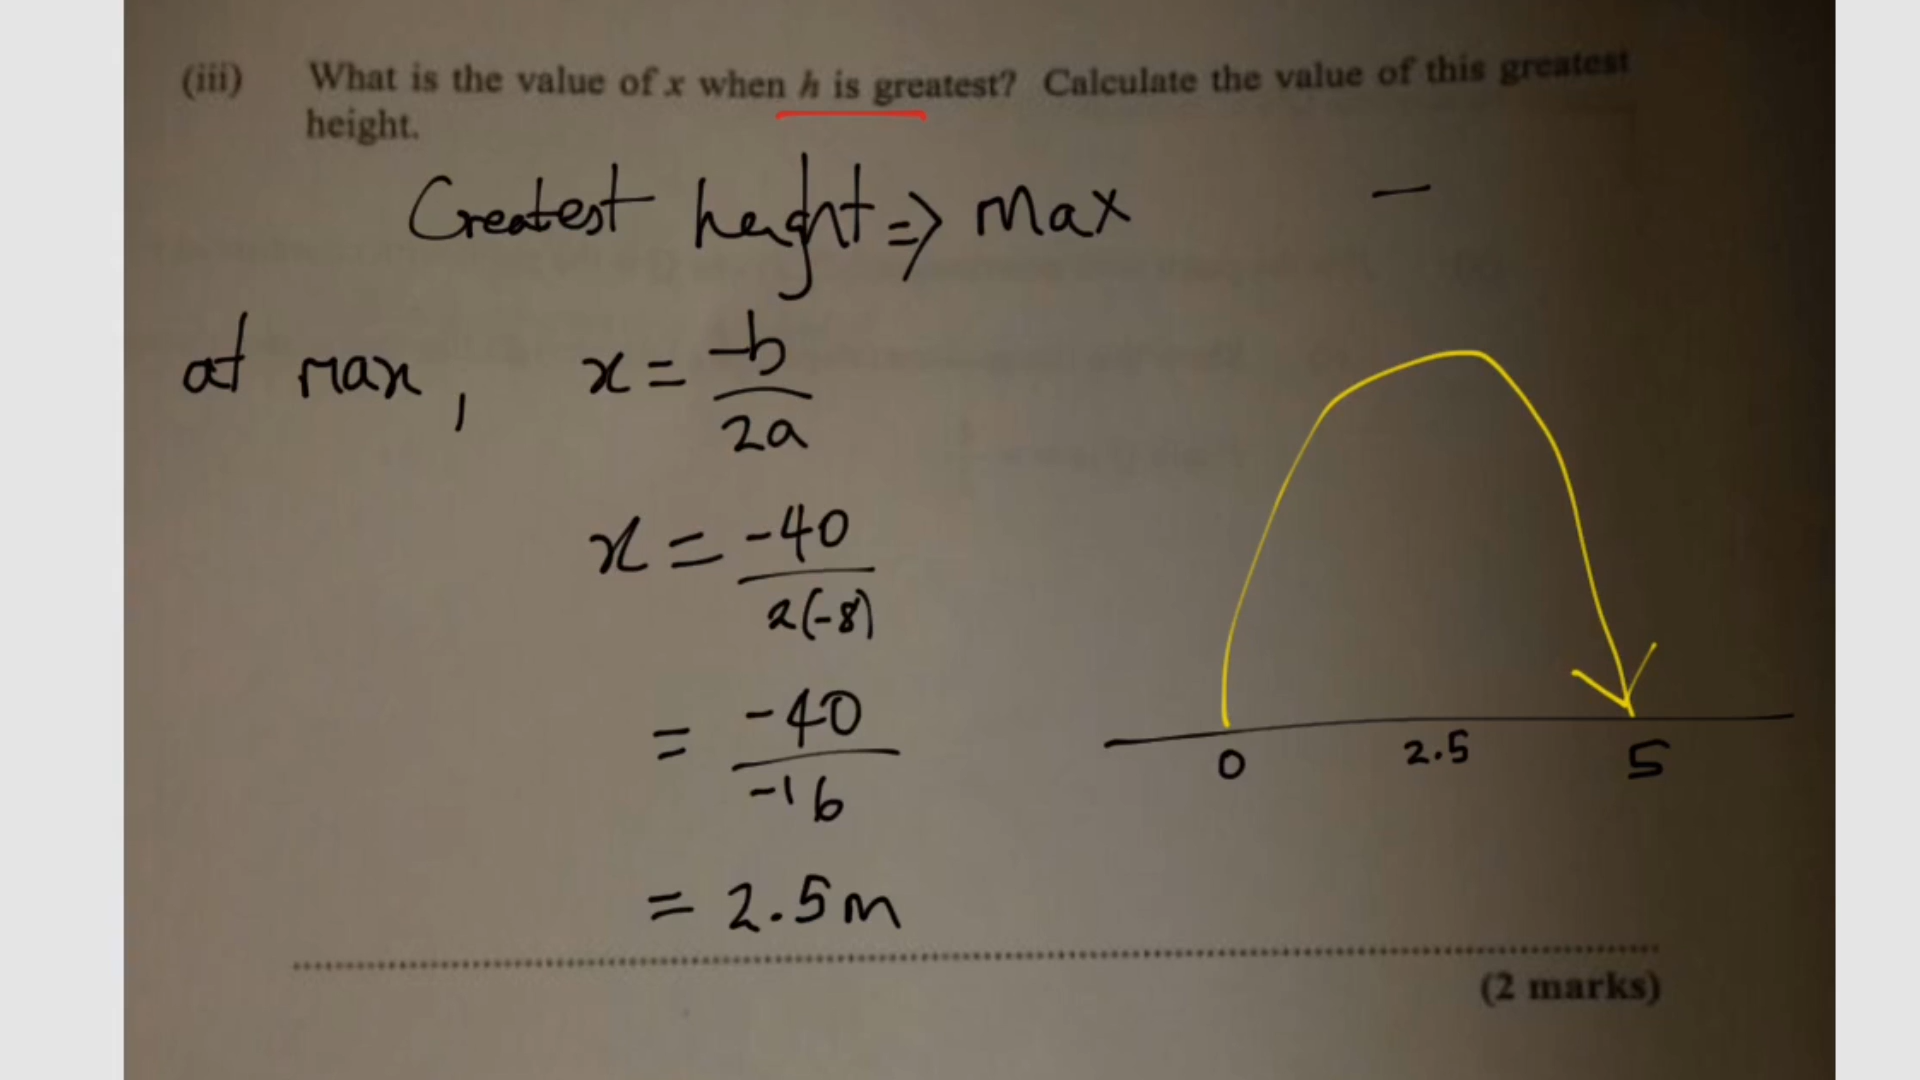 (iii) What is the value of x when h is greatest? Calculate the value of this greatest
height.
Greatest height => Max
at max, x = -b
2a
x = -40
2(-8)
= -40
-16
= 2.5m
0 2.5 5
(2 marks)